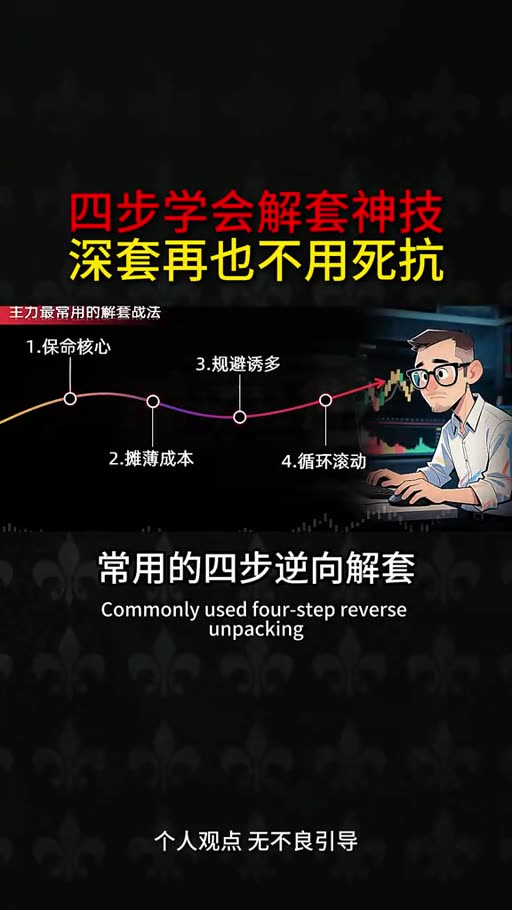 四步学会解套神技
深套再也不用死抗
主力最常用的解套战法
1.保命核心
3.规避诱多
2.摊薄成本
4.循环滚动
常用的四步逆向解套
Commonly used four-step reverse
unpacking
个人观点 无不良引导